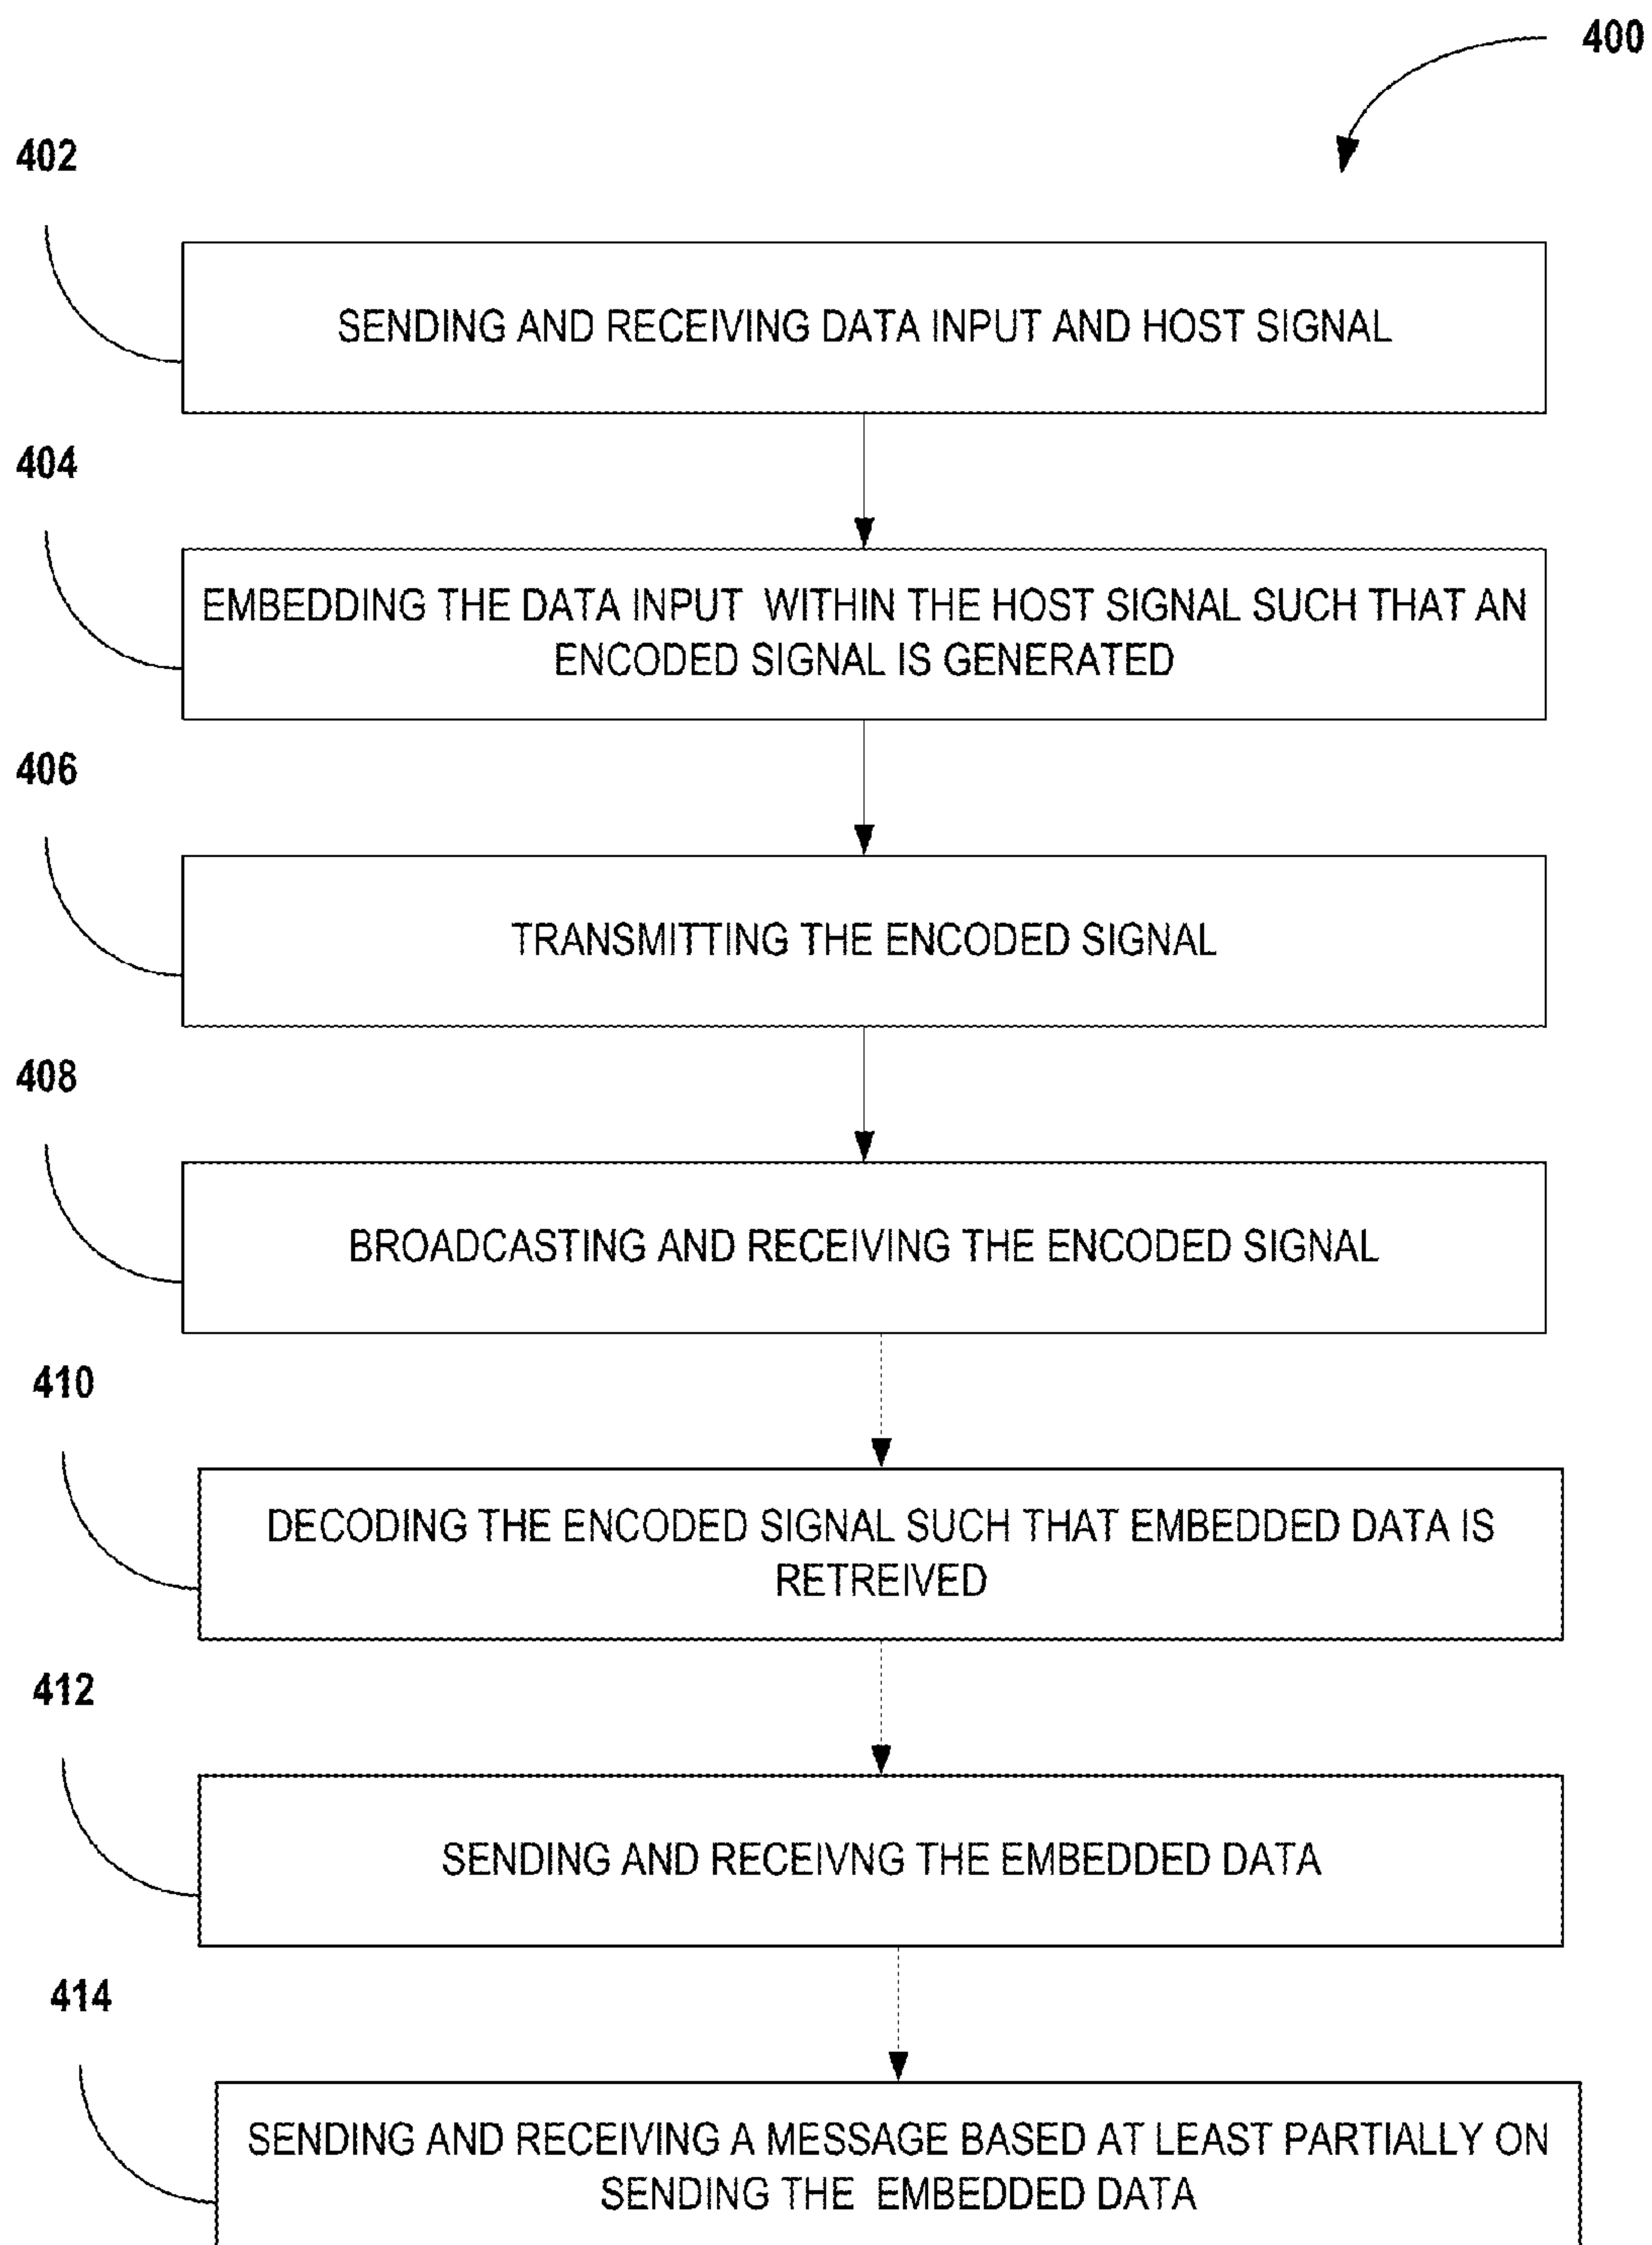 400
402
SENDING AND RECEIVING DATA INPUT AND HOST SIGNAL
404
EMBEDDING THE DATA INPUT WITHIN THE HOST SIGNAL SUCH THAT AN
ENCODED SIGNAL IS GENERATED
406
TRANSMITTING THE ENCODED SIGNAL
408
BROADCASTING AND RECEIVING THE ENCODED SIGNAL
410
DECODING THE ENCODED SIGNAL SUCH THAT EMBEDDED DATA IS
RETREIVED
412
SENDING AND RECEIVNG THE EMBEDDED DATA
414
SENDING AND RECEIVING A MESSAGE BASED AT LEAST PARTIALLY ON
SENDING THE EMBEDDED DATA